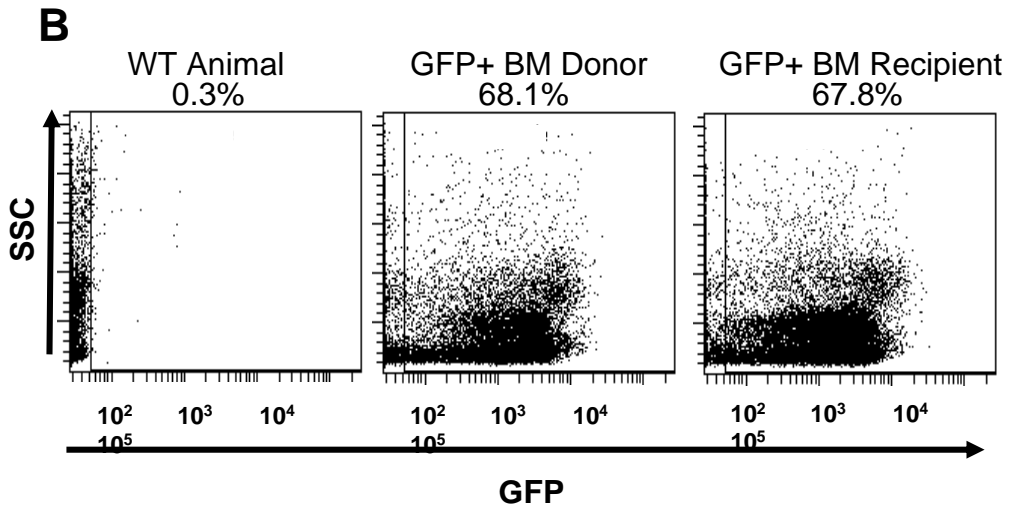 B
WT Animal
0.3%
GFP+ BM Donor
68.1%
GFP+ BM Recipient
67.8%
SSC
10² 10³ 10⁴
10⁵
10² 10³ 10⁴
10⁵
10² 10³ 10⁴
10⁵
GFP